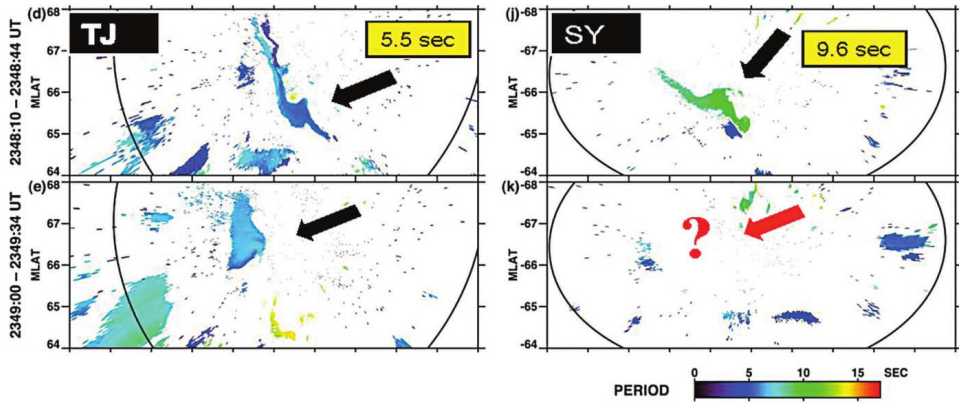 (d)
TJ
5.5 sec
(j)
SY
9.6 sec
68
67
66
65
64
MLAT
2348:10 – 2348:44 UT
-68
-67
-66
-65
-64
MLAT
(e)
(k)
?
68
67
66
65
64
MLAT
2349:00 – 2349:34 UT
-68
-67
-66
-65
-64
MLAT
PERIOD
0 5 10 15 SEC